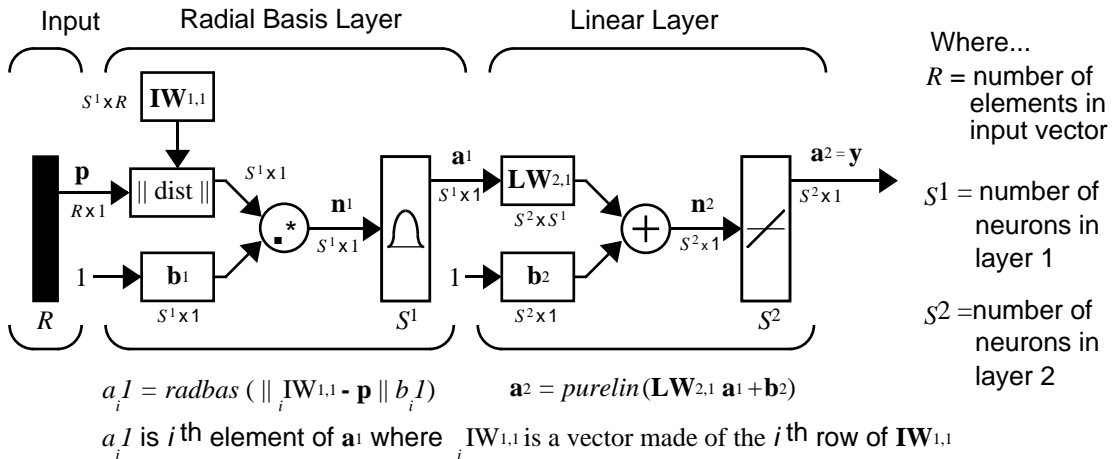 Input
Radial Basis Layer
Linear Layer
Where...
R = number of
elements in
input vector
S1 = number of
neurons in
layer 1
S2 = number of
neurons in
layer 2
S1 x R
IW1,1
p
R x 1
|| dist ||
S1 x 1
.*
n1
S1 x 1
1
b1
S1 x 1
R
S1
a1
S1 x 1
LW2,1
S2 x S1
+
n2
S2 x 1
1
b2
S2 x 1
S2
a2 = y
S2 x 1
ai1 = radbas ( || iIW1,1 - p || bi1)
a2 = purelin (LW2,1 a1 + b2)
ai1 is i th element of a1 where iIW1,1 is a vector made of the i th row of IW1,1